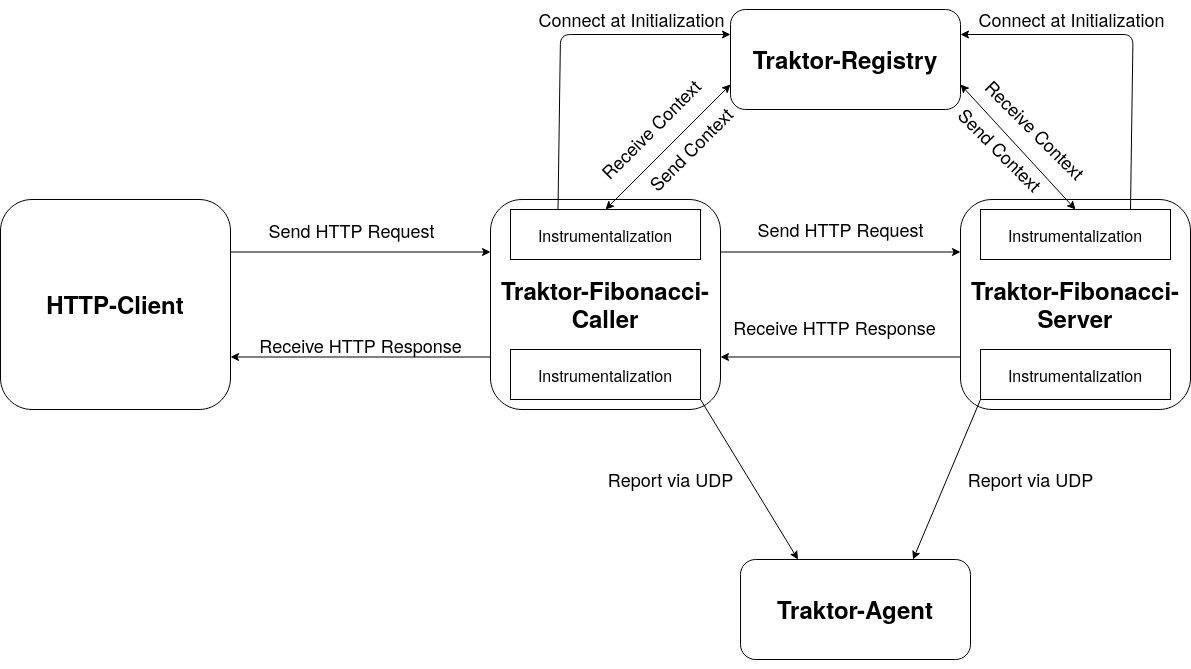 Connect at Initialization
Connect at Initialization
Traktor-Registry
Receive Context
Send Context
Receive Context
Send Context
HTTP-Client
Send HTTP Request
Receive HTTP Response
Instrumentalization
Traktor-Fibonacci-
Caller
Instrumentalization
Send HTTP Request
Receive HTTP Response
Instrumentalization
Traktor-Fibonacci-
Server
Instrumentalization
Report via UDP
Report via UDP
Traktor-Agent